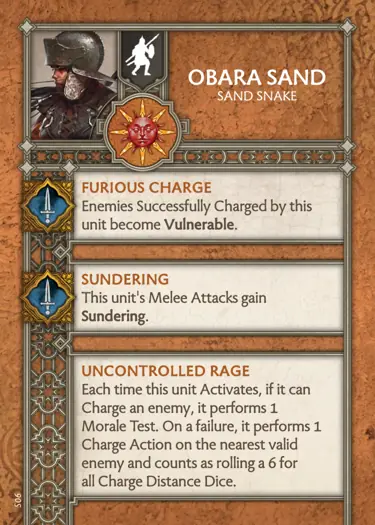 OBARA SAND
SAND SNAKE
FURIOUS CHARGE
Enemies Successfully Charged by this
unit become Vulnerable.
SUNDERING
This unit's Melee Attacks gain
Sundering.
UNCONTROLLED RAGE
Each time this unit Activates, if it can
Charge an enemy, it performs 1
Morale Test. On a failure, it performs 1
Charge Action on the nearest valid
enemy and counts as rolling a 6 for
all Charge Distance Dice.
S06